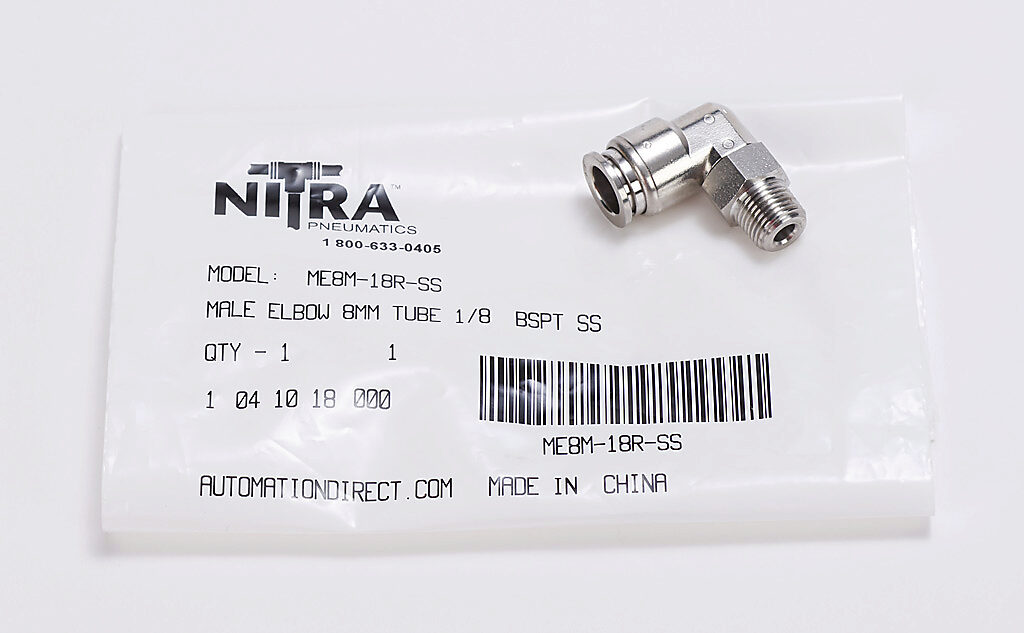 NITRA™
PNEUMATICS
1 800-633-0405
MODEL: ME8M-18R-SS
MALE ELBOW 8MM TUBE 1/8 BSPT SS
QTY - 1 1
1 04 10 18 000
ME8M-18R-SS
AUTOMATIONDIRECT.COM MADE IN CHINA